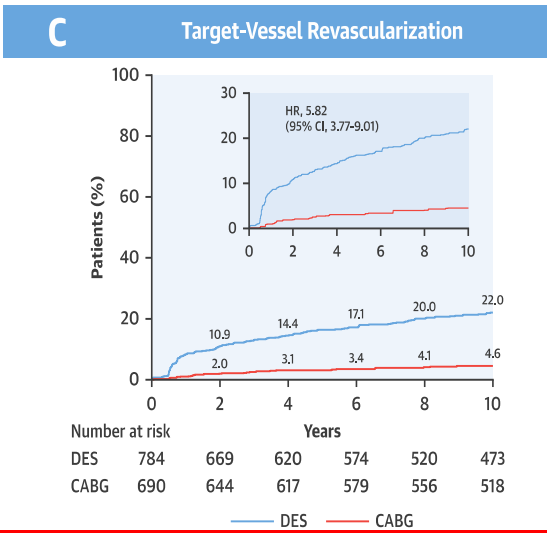 C
Target-Vessel Revascularization
Patients (%)
100
80
60
40
20
0
30
20
10
0
HR, 5.82
(95% CI, 3.77-9.01)
0 2 4 6 8 10
10.9 14.4 17.1 20.0 22.0
2.0 3.1 3.4 4.1 4.6
0 2 4 6 8 10
Number at risk Years
DES 784 669 620 574 520 473
CABG 690 644 617 579 556 518
DES CABG